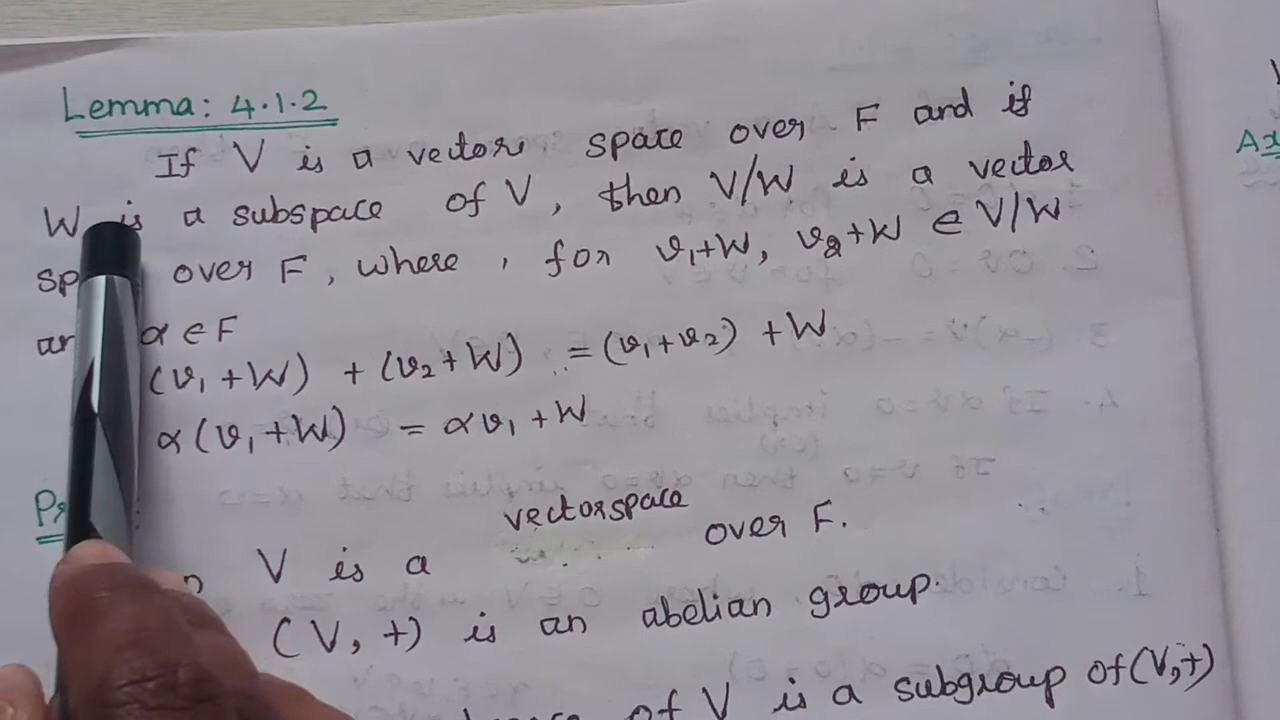 Lemma: 4.1.2
If V is a vector space over F and if
W is a subspace of V, then V/W is a vector
sp over F, where, for v₁+W, v₂+W ∈ V/W
α ∈ F
(v₁+W) + (v₂+W) = (v₁+v₂) + W
α(v₁+W) = αv₁ + W
vectorspace
V is a over F.
(V, +) is an abelian group.
of V is a subgroup of (V,+)